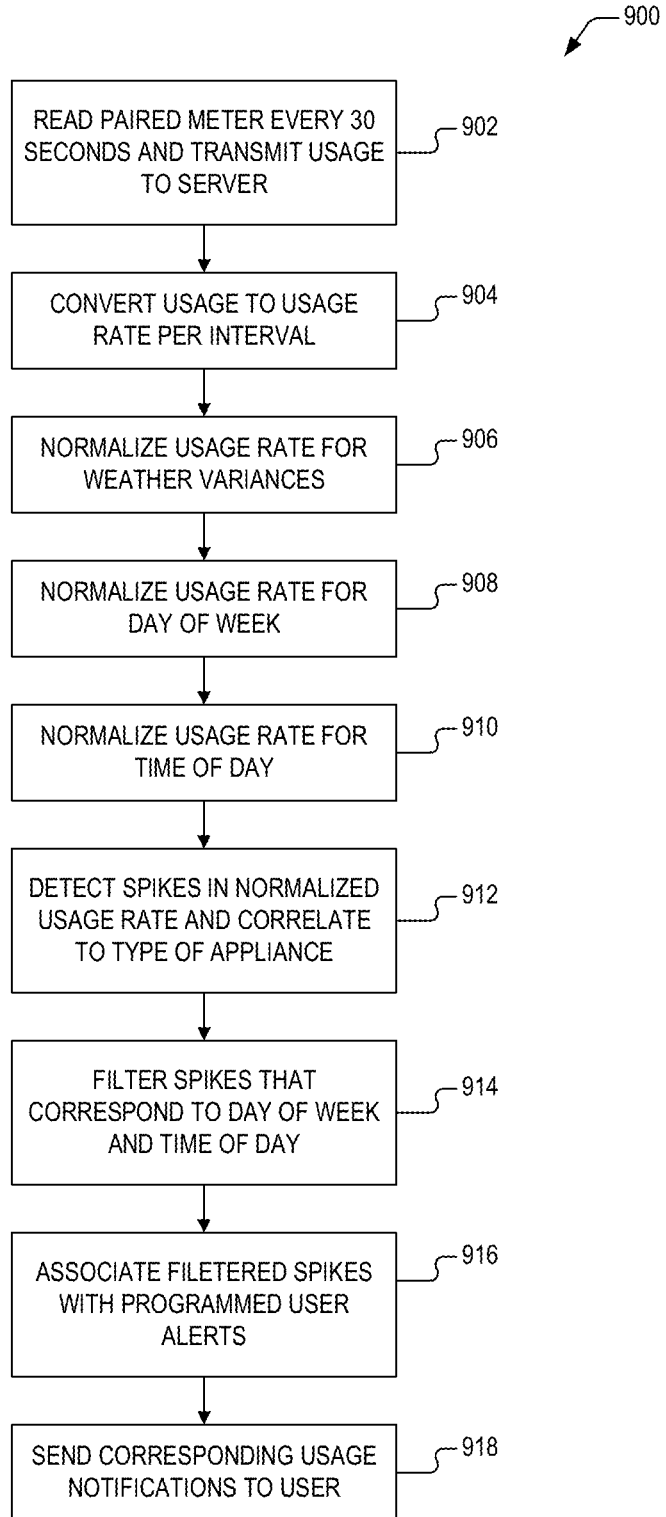 900
READ PAIRED METER EVERY 30
SECONDS AND TRANSMIT USAGE
TO SERVER
902
CONVERT USAGE TO USAGE
RATE PER INTERVAL
904
NORMALIZE USAGE RATE FOR
WEATHER VARIANCES
906
NORMALIZE USAGE RATE FOR
DAY OF WEEK
908
NORMALIZE USAGE RATE FOR
TIME OF DAY
910
DETECT SPIKES IN NORMALIZED
USAGE RATE AND CORRELATE
TO TYPE OF APPLIANCE
912
FILTER SPIKES THAT
CORRESPOND TO DAY OF WEEK
AND TIME OF DAY
914
ASSOCIATE FILETERED SPIKES
WITH PROGRAMMED USER
ALERTS
916
SEND CORRESPONDING USAGE
NOTIFICATIONS TO USER
918